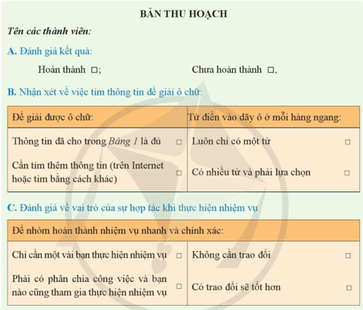 BẢN THU HOẠCH
Tên các thành viên:
A. Đánh giá kết quả:
Hoàn thành □; Chưa hoàn thành □.
B. Nhận xét về việc tìm thông tin để giải ô chữ:
Để giải được ô chữ: Từ điền vào dãy ô ở mỗi hàng ngang:
Thông tin đã cho trong Bảng 1 là đủ □ Luôn chỉ có một từ □
Cần tìm thêm thông tin (trên Internet
hoặc tìm bằng cách khác) □ Có nhiều từ và phải lựa chọn □
C. Đánh giá về vai trò của sự hợp tác khi thực hiện nhiệm vụ
Để nhóm hoàn thành nhiệm vụ nhanh và chính xác:
Chỉ cần một vài bạn thực hiện nhiệm vụ □ Không cần trao đổi □
Phải có phân chia công việc và bạn
nào cũng tham gia thực hiện nhiệm vụ □ Có trao đổi sẽ tốt hơn □